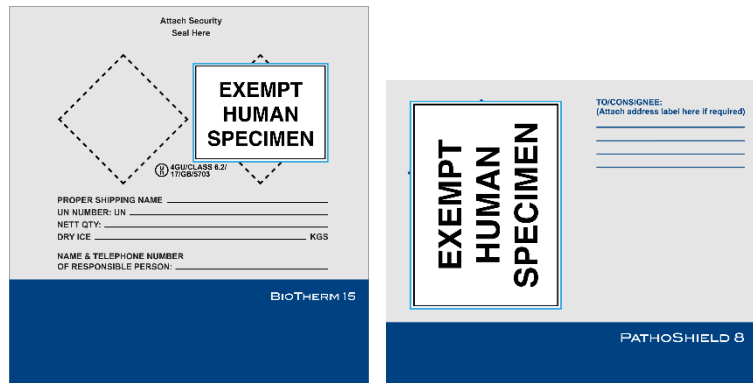 Attach Security
Seal Here
EXEMPT
HUMAN
SPECIMEN
4GU/CLASS 6.2/
17/GB/5703
PROPER SHIPPING NAME
UN NUMBER: UN
NETT QTY:
DRY ICE KGS
NAME & TELEPHONE NUMBER
OF RESPONSIBLE PERSON:
BIOTHERM 15
EXEMPT
HUMAN
SPECIMEN
TO/CONSIGNEE:
(Attach address label here if required)
PATHOSHIELD 8